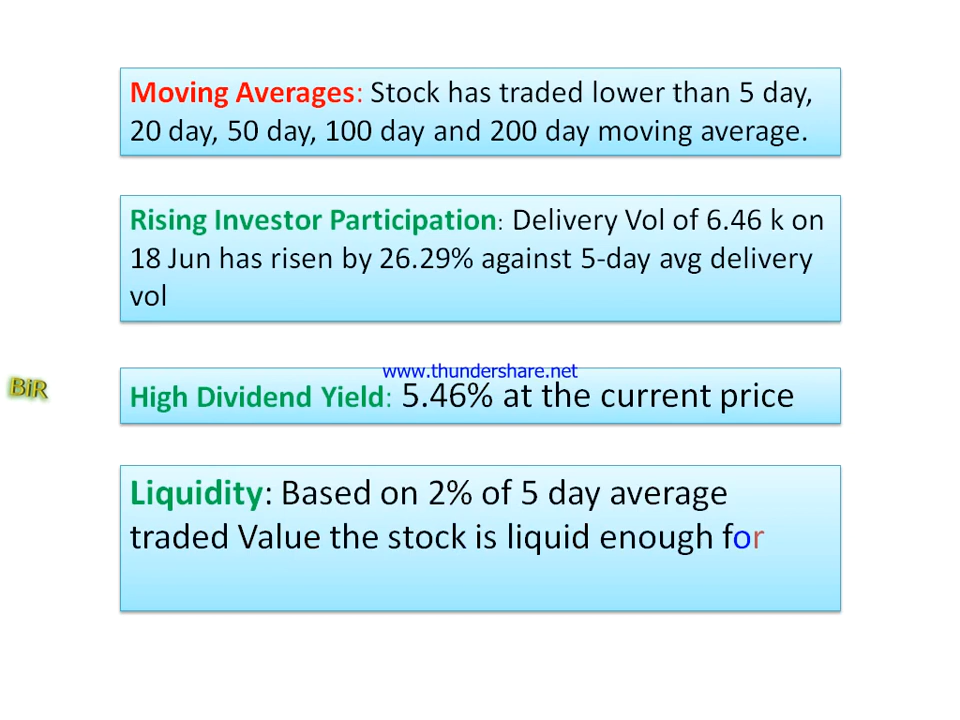 Moving Averages: Stock has traded lower than 5 day,
20 day, 50 day, 100 day and 200 day moving average.
Rising Investor Participation: Delivery Vol of 6.46 k on
18 Jun has risen by 26.29% against 5-day avg delivery
vol
www.thundershare.net
BiR
High Dividend Yield: 5.46% at the current price
Liquidity: Based on 2% of 5 day average
traded Value the stock is liquid enough for